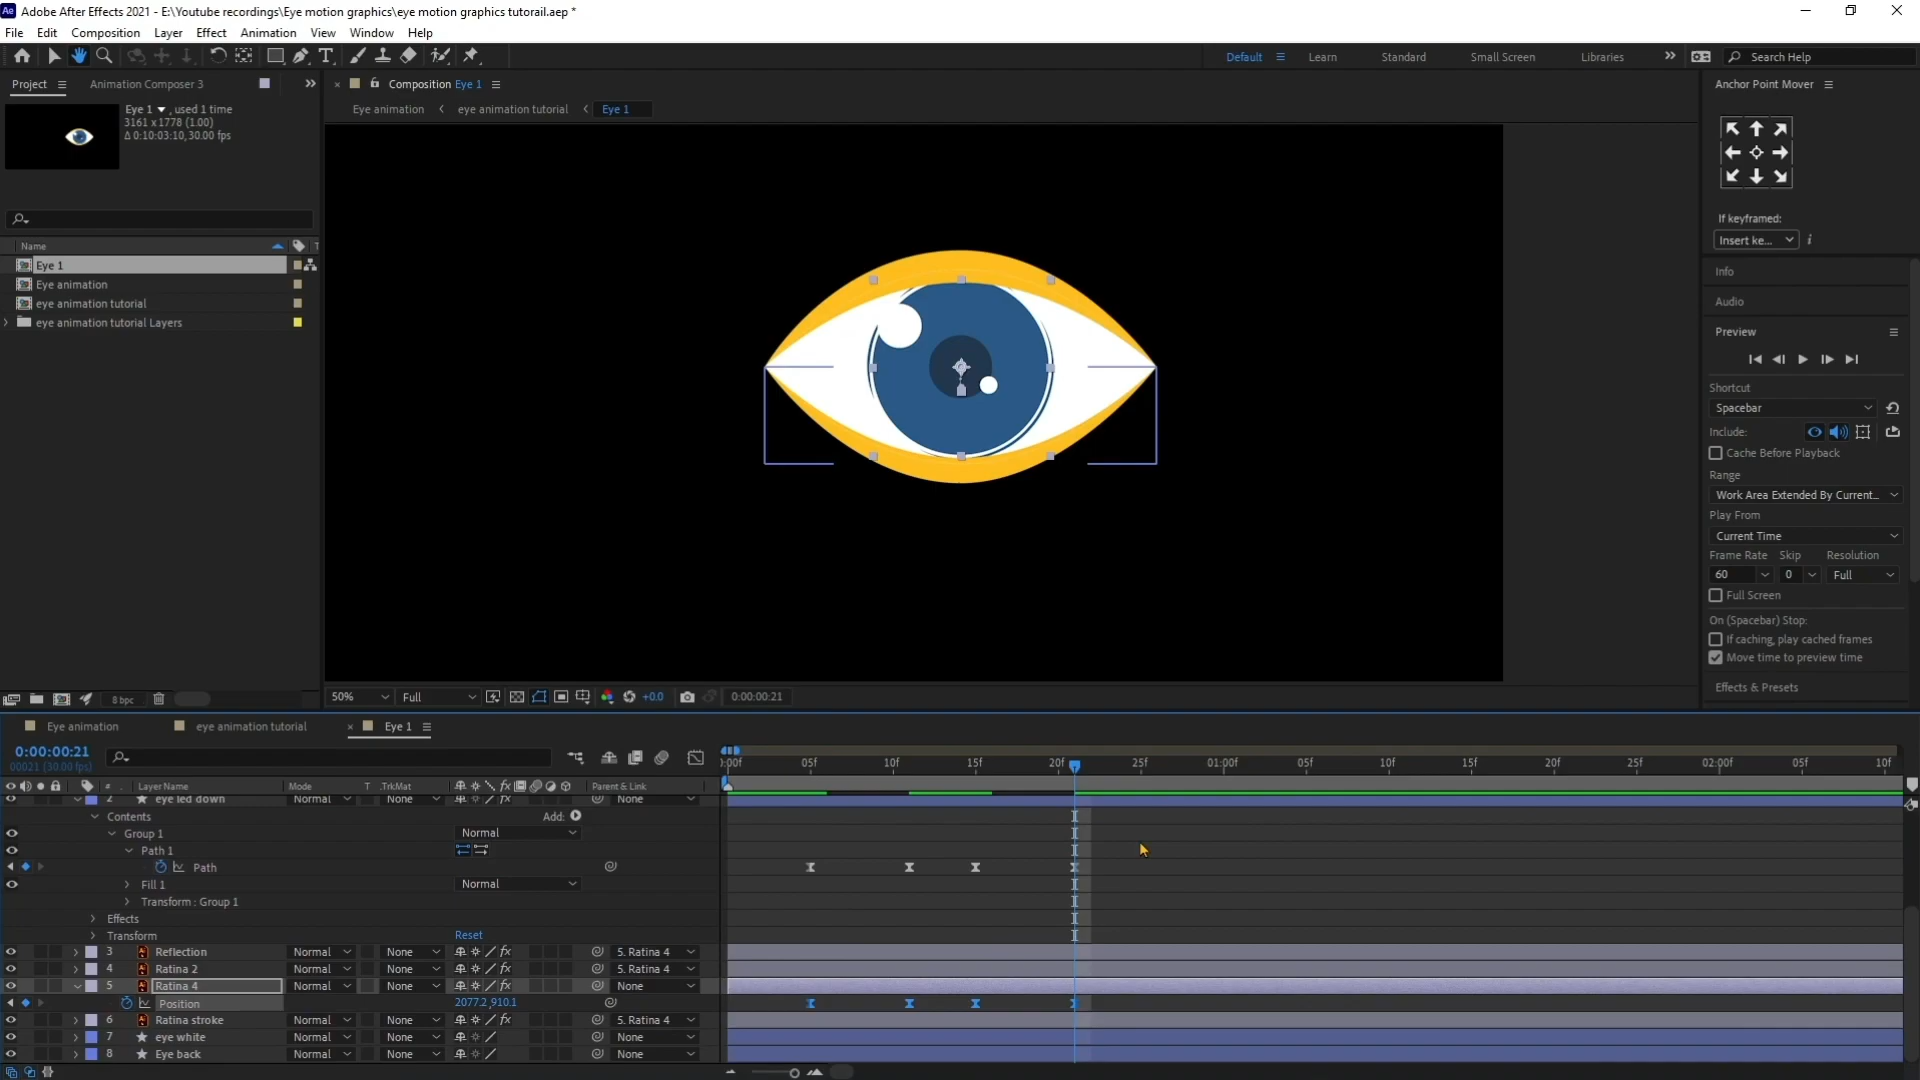 Adobe After Effects 2021 - E:\Youtube recordings\Eye motion graphics\eye motion graphics tutorail.aep *
File Edit Composition Layer Effect Animation View Window Help
Default Learn Standard Small Screen Libraries Search Help
Project Animation Composer 3
Composition Eye 1
Anchor Point Mover
Eye animation eye animation tutorial Eye 1
Eye 1 , used 1 time
3161 x 1778 (1.00)
Δ 0:10:03:10, 30.00 fps
If keyframed:
Insert ke...
Name T
Eye 1
Eye animation
eye animation tutorial
eye animation tutorial Layers
Info
Audio
Preview
Shortcut
Spacebar
Include:
Cache Before Playback
Range
Work Area Extended By Current...
Play From
Current Time
Frame Rate Skip Resolution
60 0 Full
Full Screen
On (Spacebar) Stop:
If caching, play cached frames
Move time to preview time
Effects & Presets
8 bpc
50% Full +0.0 0:00:00:21
Eye animation eye animation tutorial Eye 1
0:00:00:21
00021 (30.00 fps)
:00f 05f 10f 15f 20f 25f 01:00f 05f 10f 15f 20f 25f 02:00f 05f 10f
# Layer Name Mode T .TrkMat Parent & Link
2 eye led down Normal None None
Contents Add:
Group 1 Normal
Path 1
Path
Fill 1 Normal
Transform : Group 1
Effects
Transform Reset
3 Reflection Normal None 5. Ratina 4
4 Ratina 2 Normal None 5. Ratina 4
5 Ratina 4 Normal None None
Position 2077.2,910.1
6 Ratina stroke Normal None 5. Ratina 4
7 eye white Normal None None
8 Eye back Normal None None